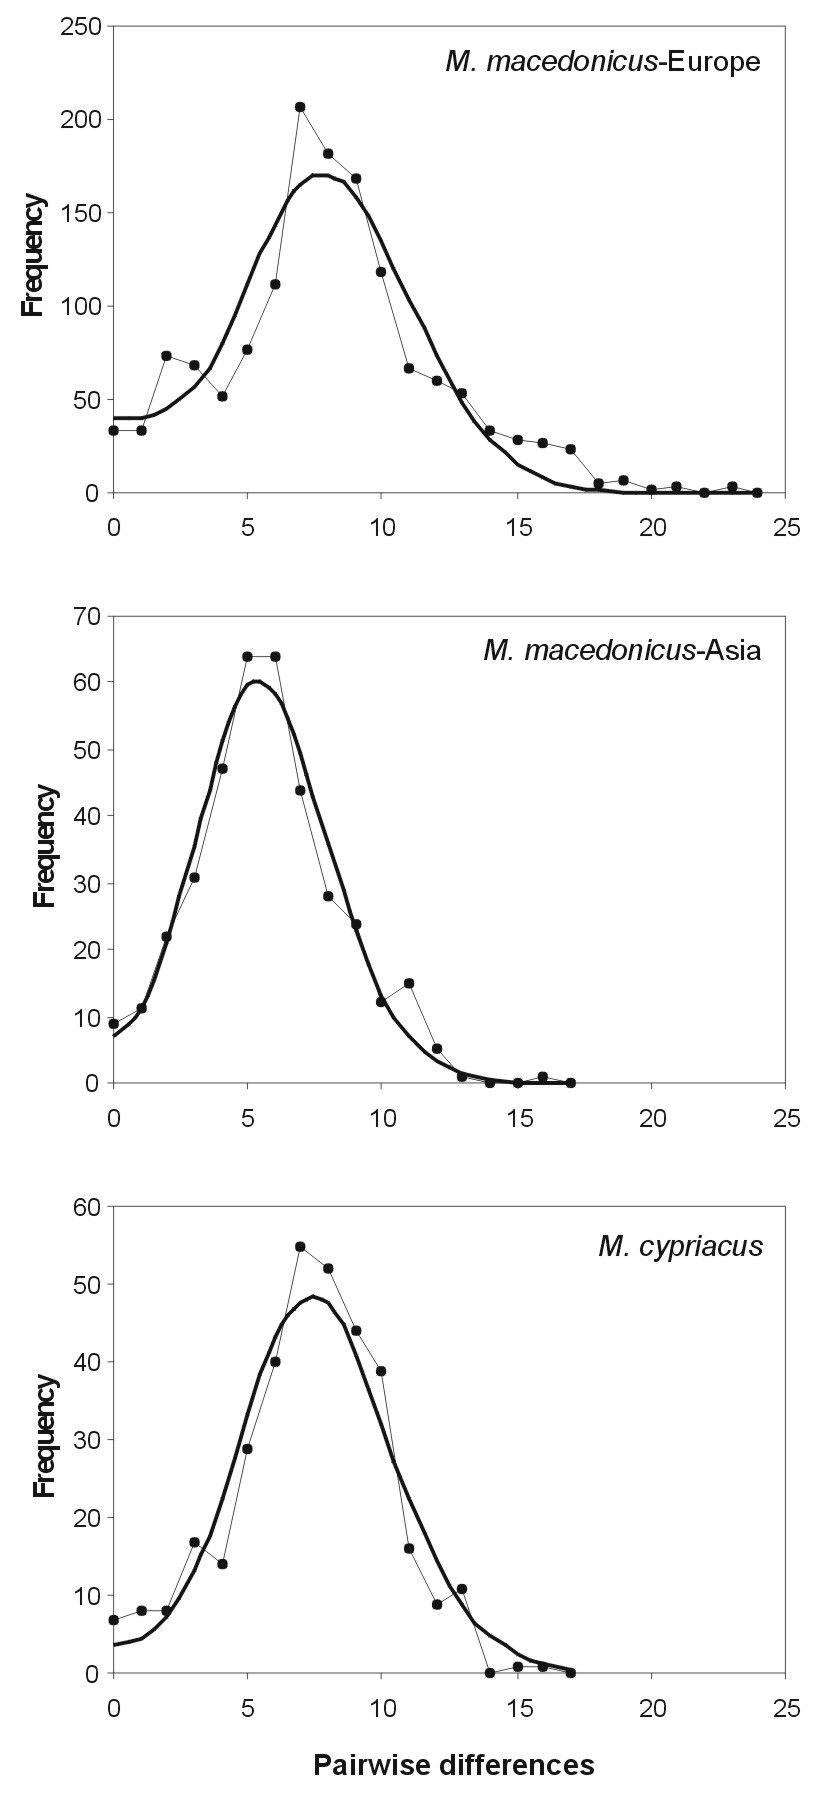 M. macedonicus-Europe
Frequency
250
200
150
100
50
0
0 5 10 15 20 25
M. macedonicus-Asia
Frequency
70
60
50
40
30
20
10
0
0 5 10 15 20 25
M. cypriacus
Frequency
60
50
40
30
20
10
0
0 5 10 15 20 25
Pairwise differences